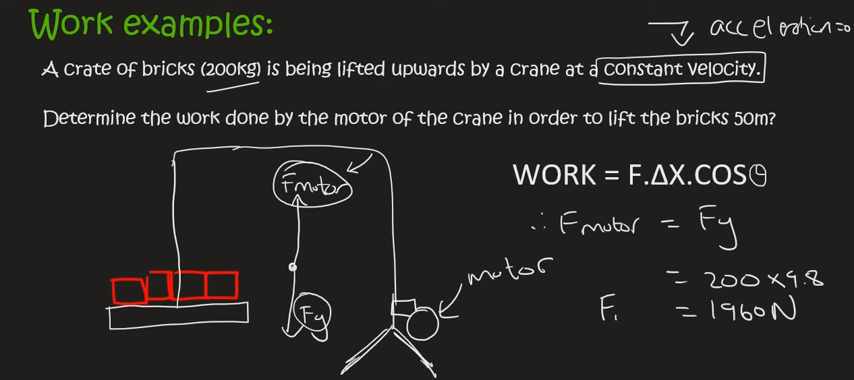 Work examples:
acceleration=0
A crate of bricks (200kg) is being lifted upwards by a crane at a constant velocity.
Determine the work done by the motor of the crane in order to lift the bricks 50m?
WORK = F.ΔX.COSΘ
Fmotor
∴ Fmotor = Fg
motor
= 200 x 9.8
Fg
F, = 1960N